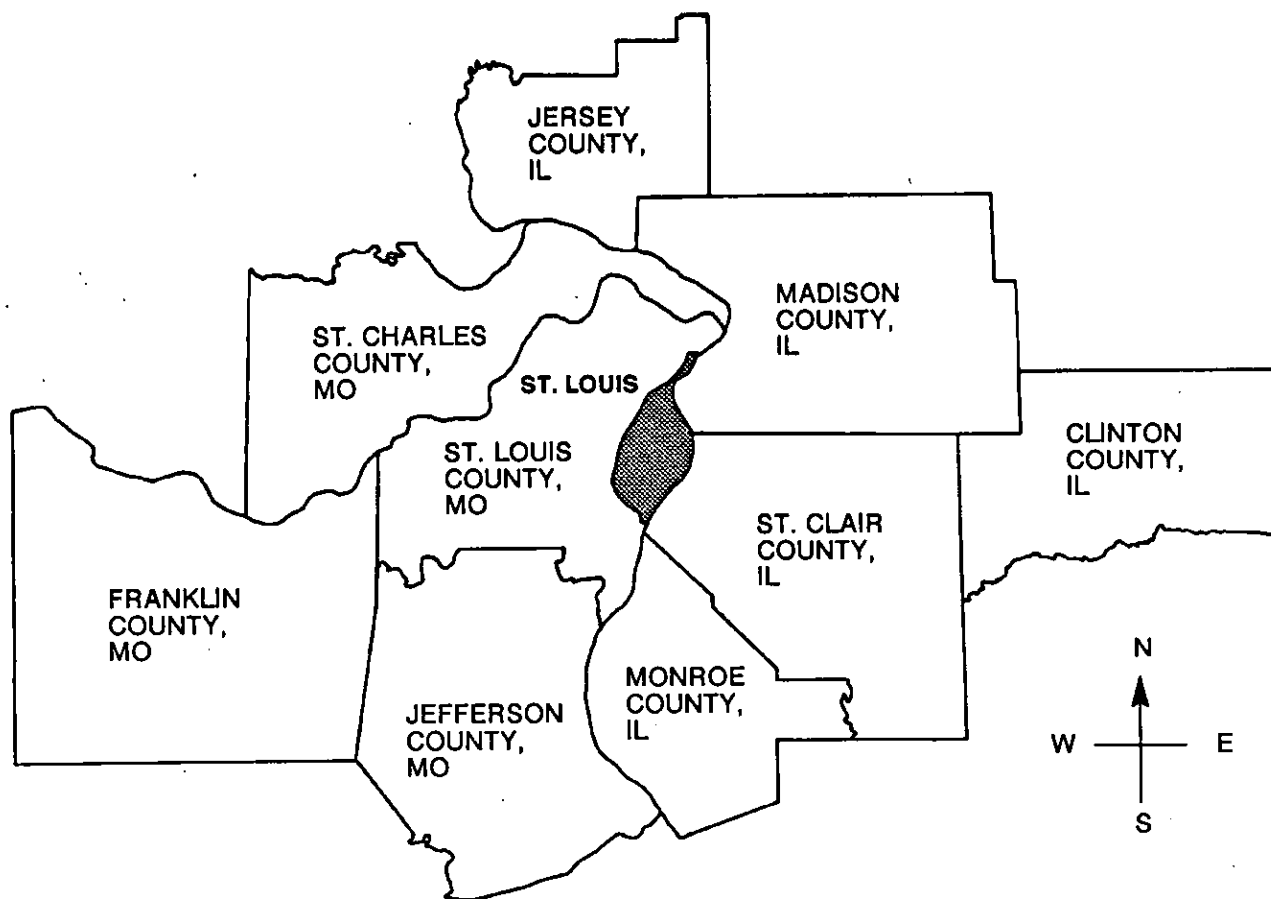 JERSEY
COUNTY,
IL
MADISON
COUNTY,
IL
ST. CHARLES
COUNTY,
MO
ST. LOUIS
ST. LOUIS
COUNTY,
MO
CLINTON
COUNTY,
IL
ST. CLAIR
COUNTY,
IL
FRANKLIN
COUNTY,
MO
MONROE
COUNTY,
IL
JEFFERSON
COUNTY,
MO
N
W
E
S